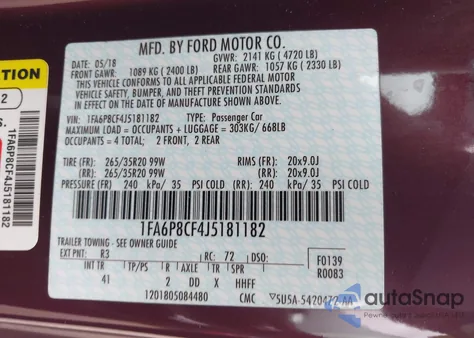 MFD. BY FORD MOTOR CO.
DATE: 05/18 GVWR: 2141 KG (4720 LB)
FRONT GAWR: 1089 KG (2400 LB) REAR GAWR: 1057 KG (2330 LB)
THIS VEHICLE CONFORMS TO ALL APPLICABLE FEDERAL MOTOR
VEHICLE SAFETY, BUMPER, AND THEFT PREVENTION STANDARDS
IN EFFECT ON THE DATE OF MANUFACTURE SHOWN ABOVE.
VIN: 1FA6P8CF4J5181182 TYPE: Passenger Car
MAXIMUM LOAD = OCCUPANTS + LUGGAGE = 303KG/ 668LB
OCCUPANTS = 4 TOTAL; 2 FRONT, 2 REAR
TIRE (FR): 265/35R20 99W RIM (FR): 20x9.0J
(RR): 265/35R20 99W (RR): 20x9.0J
PRESSURE (FR) 240 kPa/ 35 PSI COLD (RR) 240 kPa/ 35 PSI COLD
1FA6P8CF4J5181182
TRAILER TOWING - SEE OWNER GUIDE
EXT PNT: R3 RC: 72 DSO: F0139
R0083
INT TR TP/PS R AXLE TR SPR
41 2 DD X HHFF
1201805084480 CMC SU5A-5420472-AA
TION
2
1FA6P8CF4J5181182
autoSnap